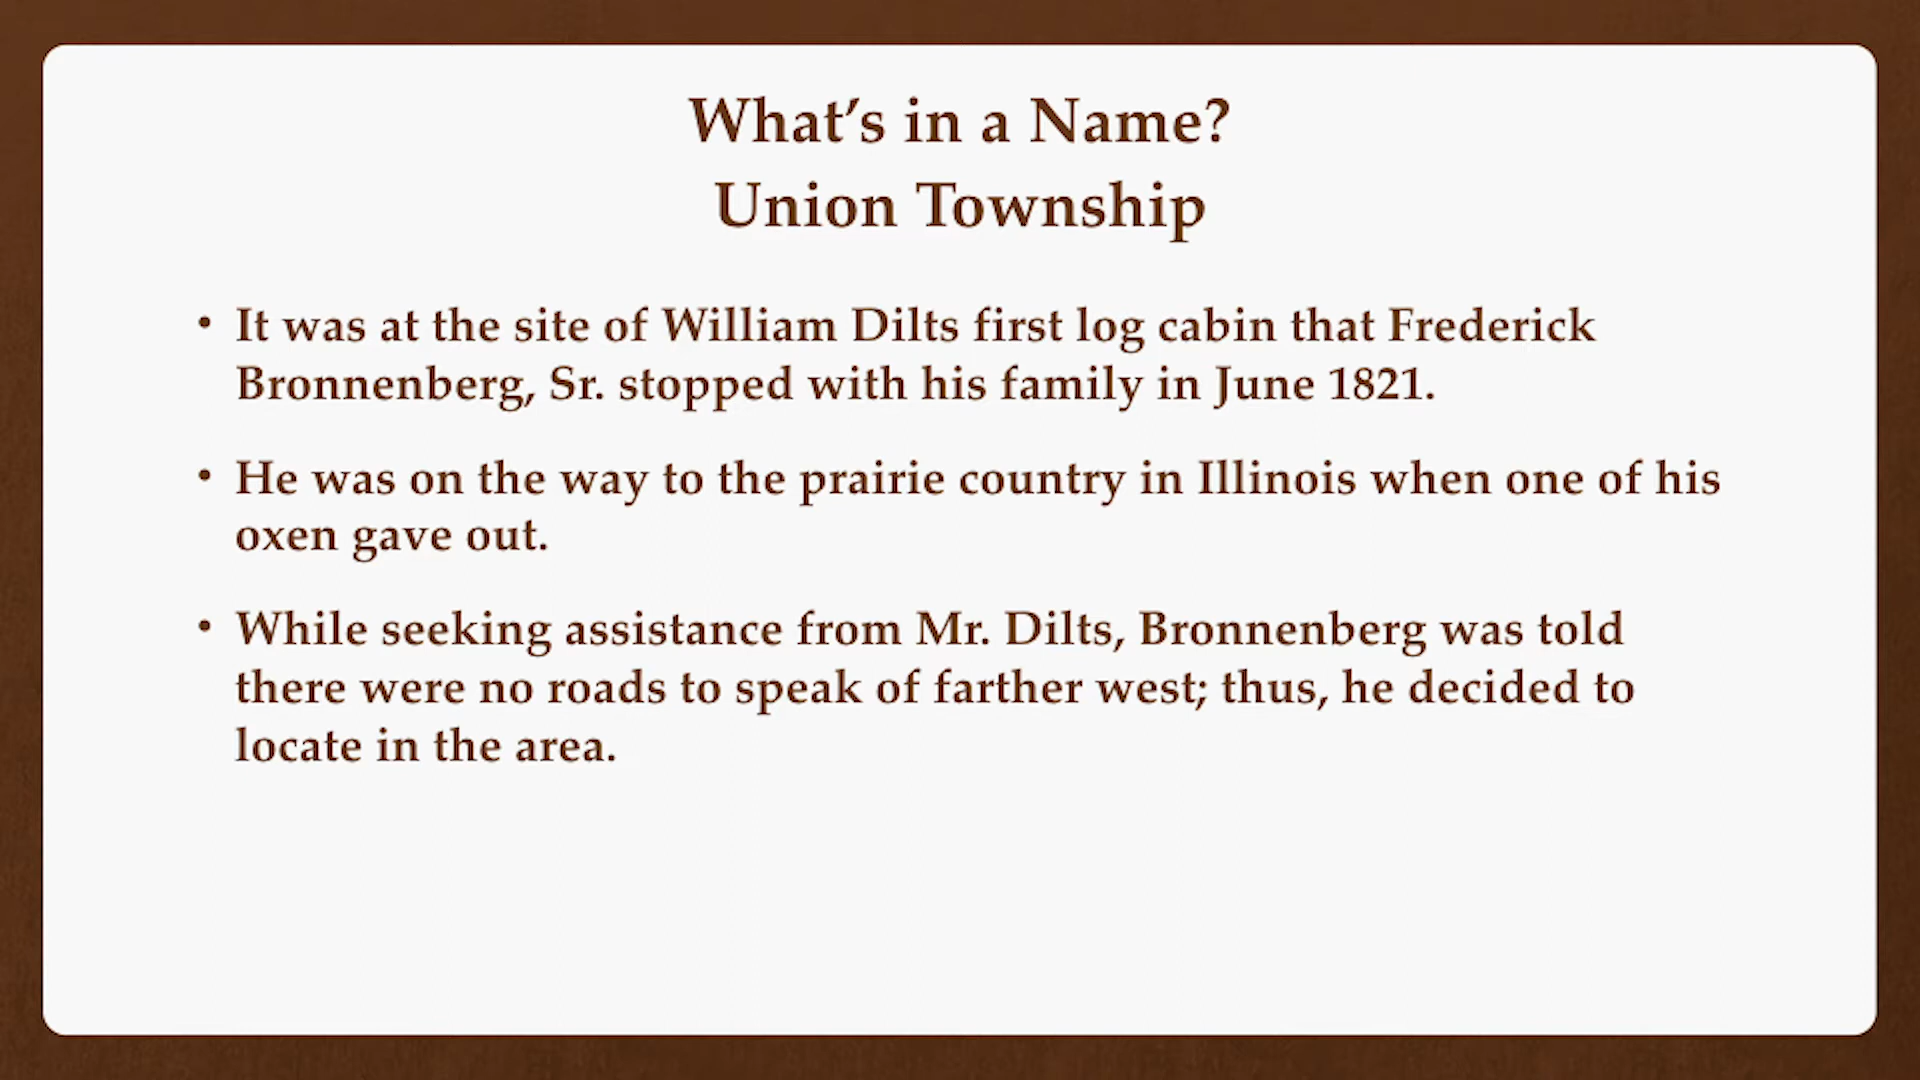 What’s in a Name?
Union Township
• It was at the site of William Dilts first log cabin that Frederick
Bronnenberg, Sr. stopped with his family in June 1821.
• He was on the way to the prairie country in Illinois when one of his
oxen gave out.
• While seeking assistance from Mr. Dilts, Bronnenberg was told
there were no roads to speak of farther west; thus, he decided to
locate in the area.